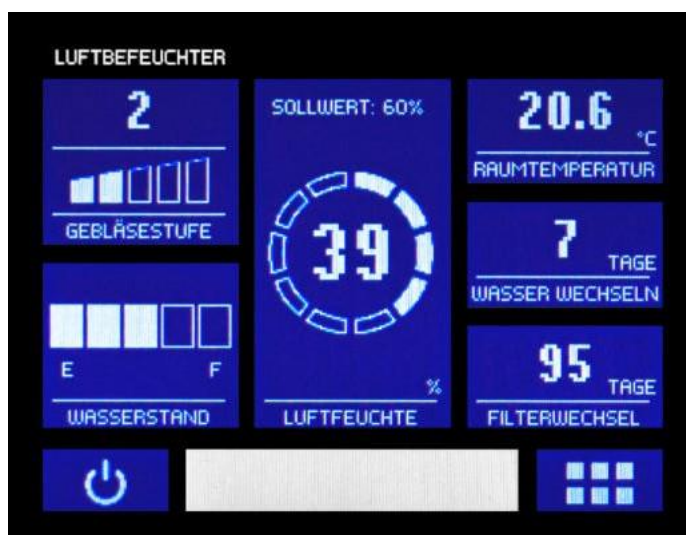 LUFTBEFEUCHTER
2
GEBLÄSESTUFE
E F
WASSERSTAND
SOLLWERT: 60%
39
%
LUFTFEUCHTE
20.6
°C
RAUMTEMPERATUR
7
TAGE
WASSER WECHSELN
95
TAGE
FILTERWECHSEL